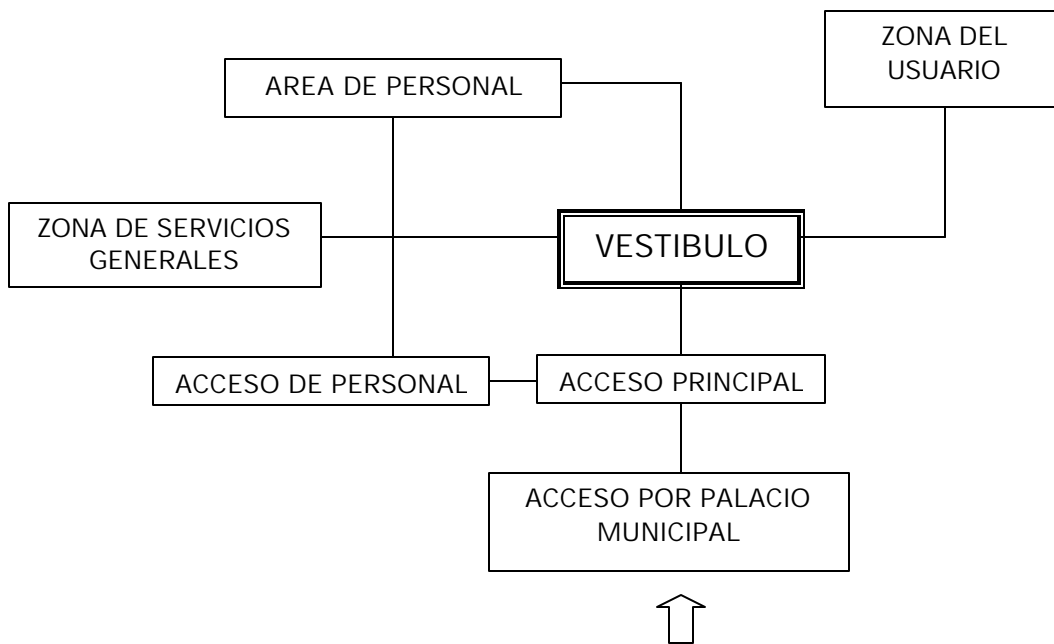 ZONA DEL
USUARIO
AREA DE PERSONAL
ZONA DE SERVICIOS
GENERALES
VESTIBULO
ACCESO DE PERSONAL
ACCESO PRINCIPAL
ACCESO POR PALACIO
MUNICIPAL